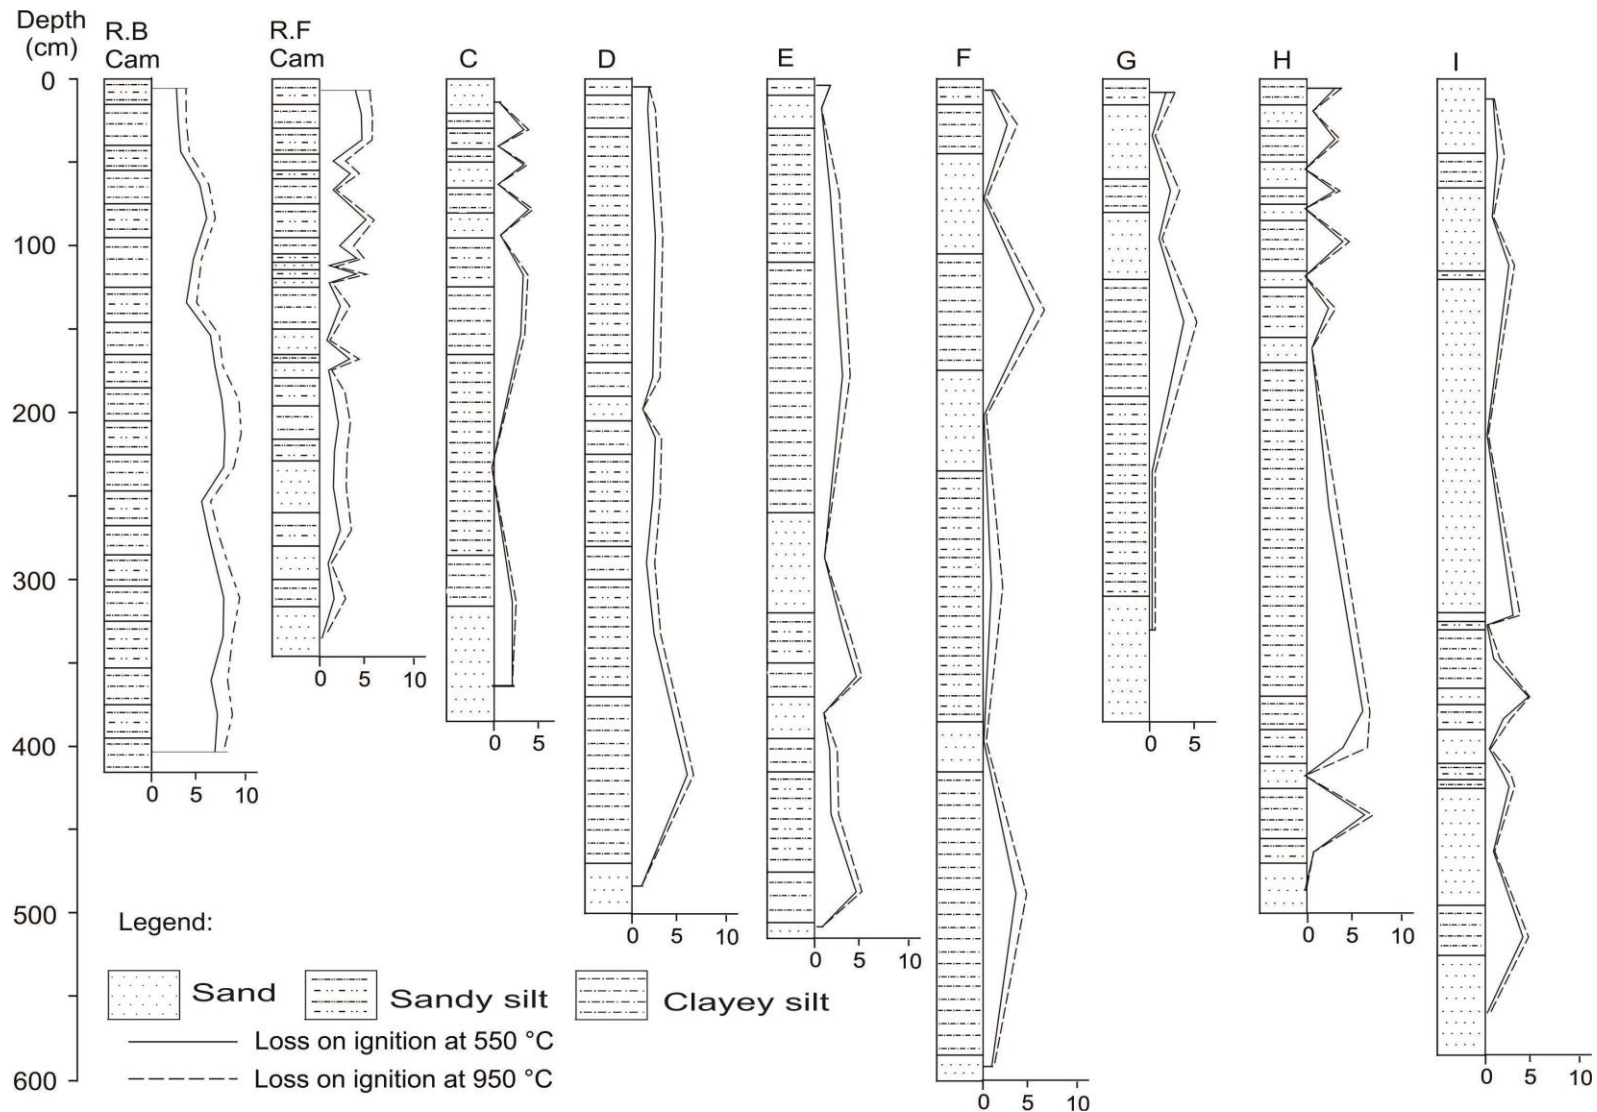 Depth
(cm)
R.B
Cam
R.F
Cam
C
D
E
F
G
H
I
0
100
200
300
400
500
600
0 5 10
0 5 10
0 5
0 5 10
0 5 10
0 5 10
0 5
0 5 10
0 5 10
Legend:
Sand
Sandy silt
Clayey silt
Loss on ignition at 550 °C
Loss on ignition at 950 °C